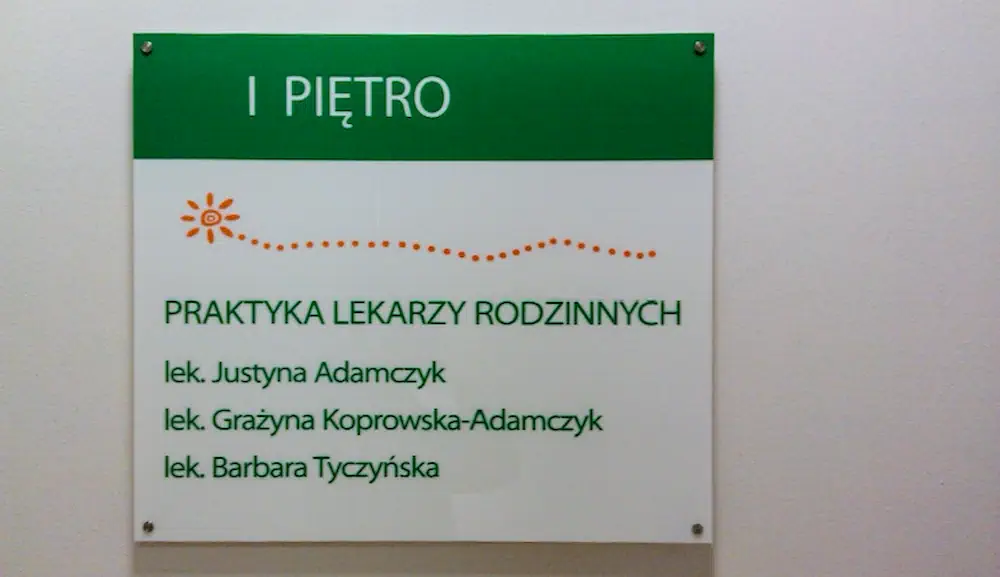 I PIĘTRO
PRAKTYKA LEKARZY RODZINNYCH
lek. Justyna Adamczyk
lek. Grażyna Koprowska-Adamczyk
lek. Barbara Tyczyńska